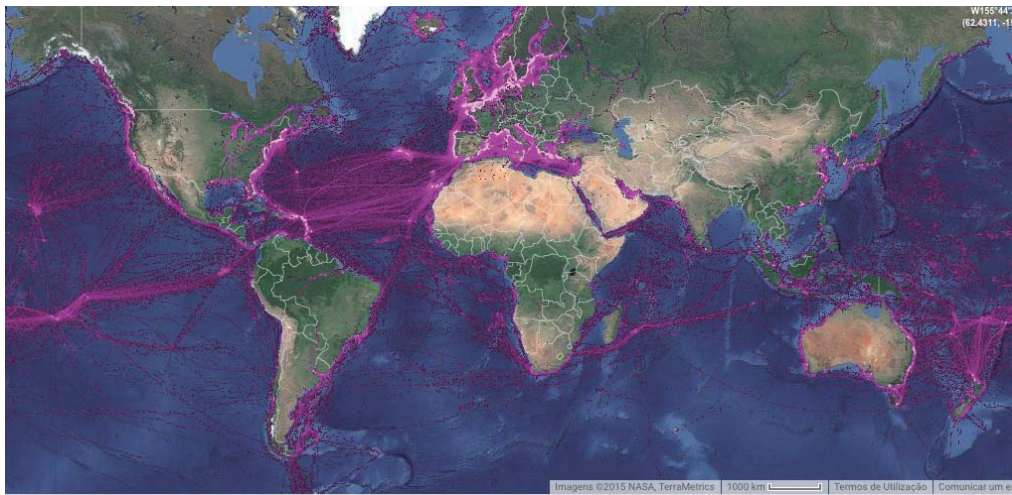 W155°44
(62.4311, -15
Imagens ©2015 NASA, TerraMetrics
1000 km
Termos de Utilização
Comunicar um e